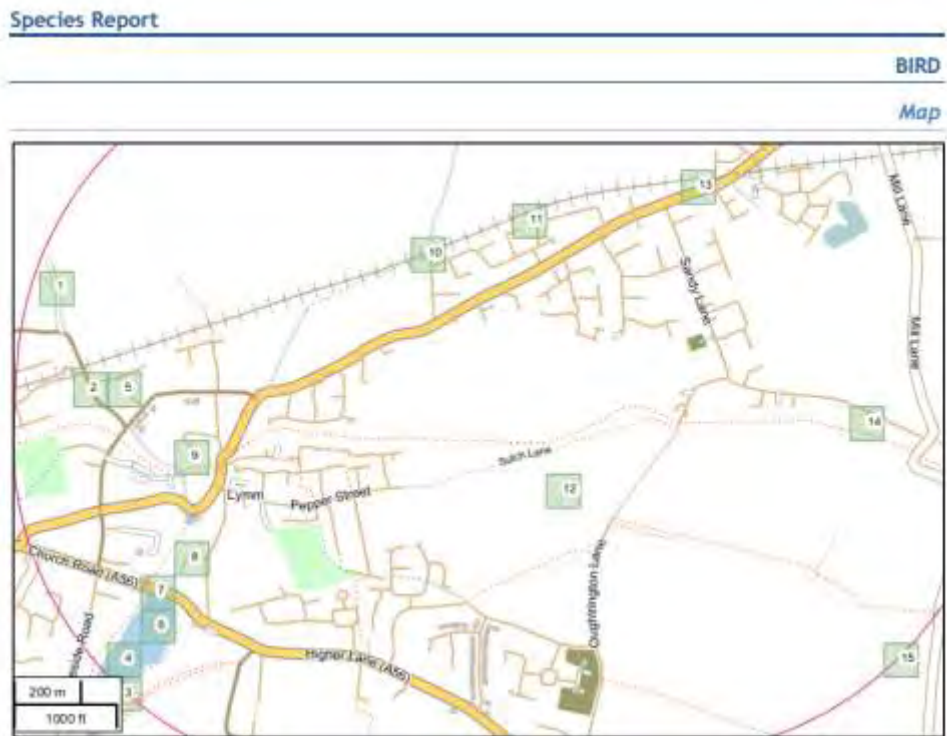 Species Report
BIRD
Map
13
Mill Lane
11
10
Sandy Lane
1
Mill Lane
2
5
14
9
Sutch Lane
12
Lymm
Pepper Street
8
Church Road (A56)
7
Oughtrington Lane
6
4
Higher Lane (A56)
15
200 m
3
1000 ft